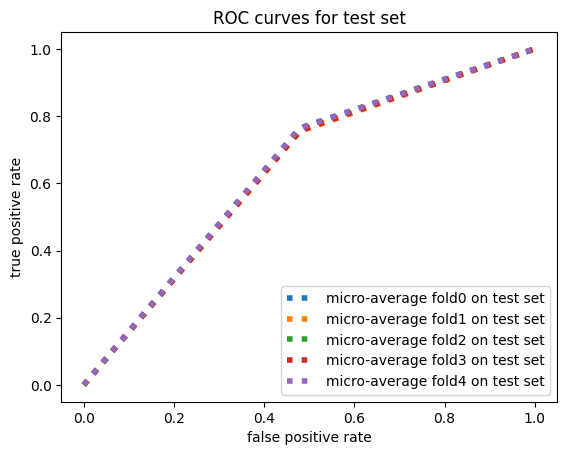 ROC curves for test set
1.0
0.8
0.6
0.4
0.2
0.0
true positive rate
micro-average fold0 on test set
micro-average fold1 on test set
micro-average fold2 on test set
micro-average fold3 on test set
micro-average fold4 on test set
0.0 0.2 0.4 0.6 0.8 1.0
false positive rate